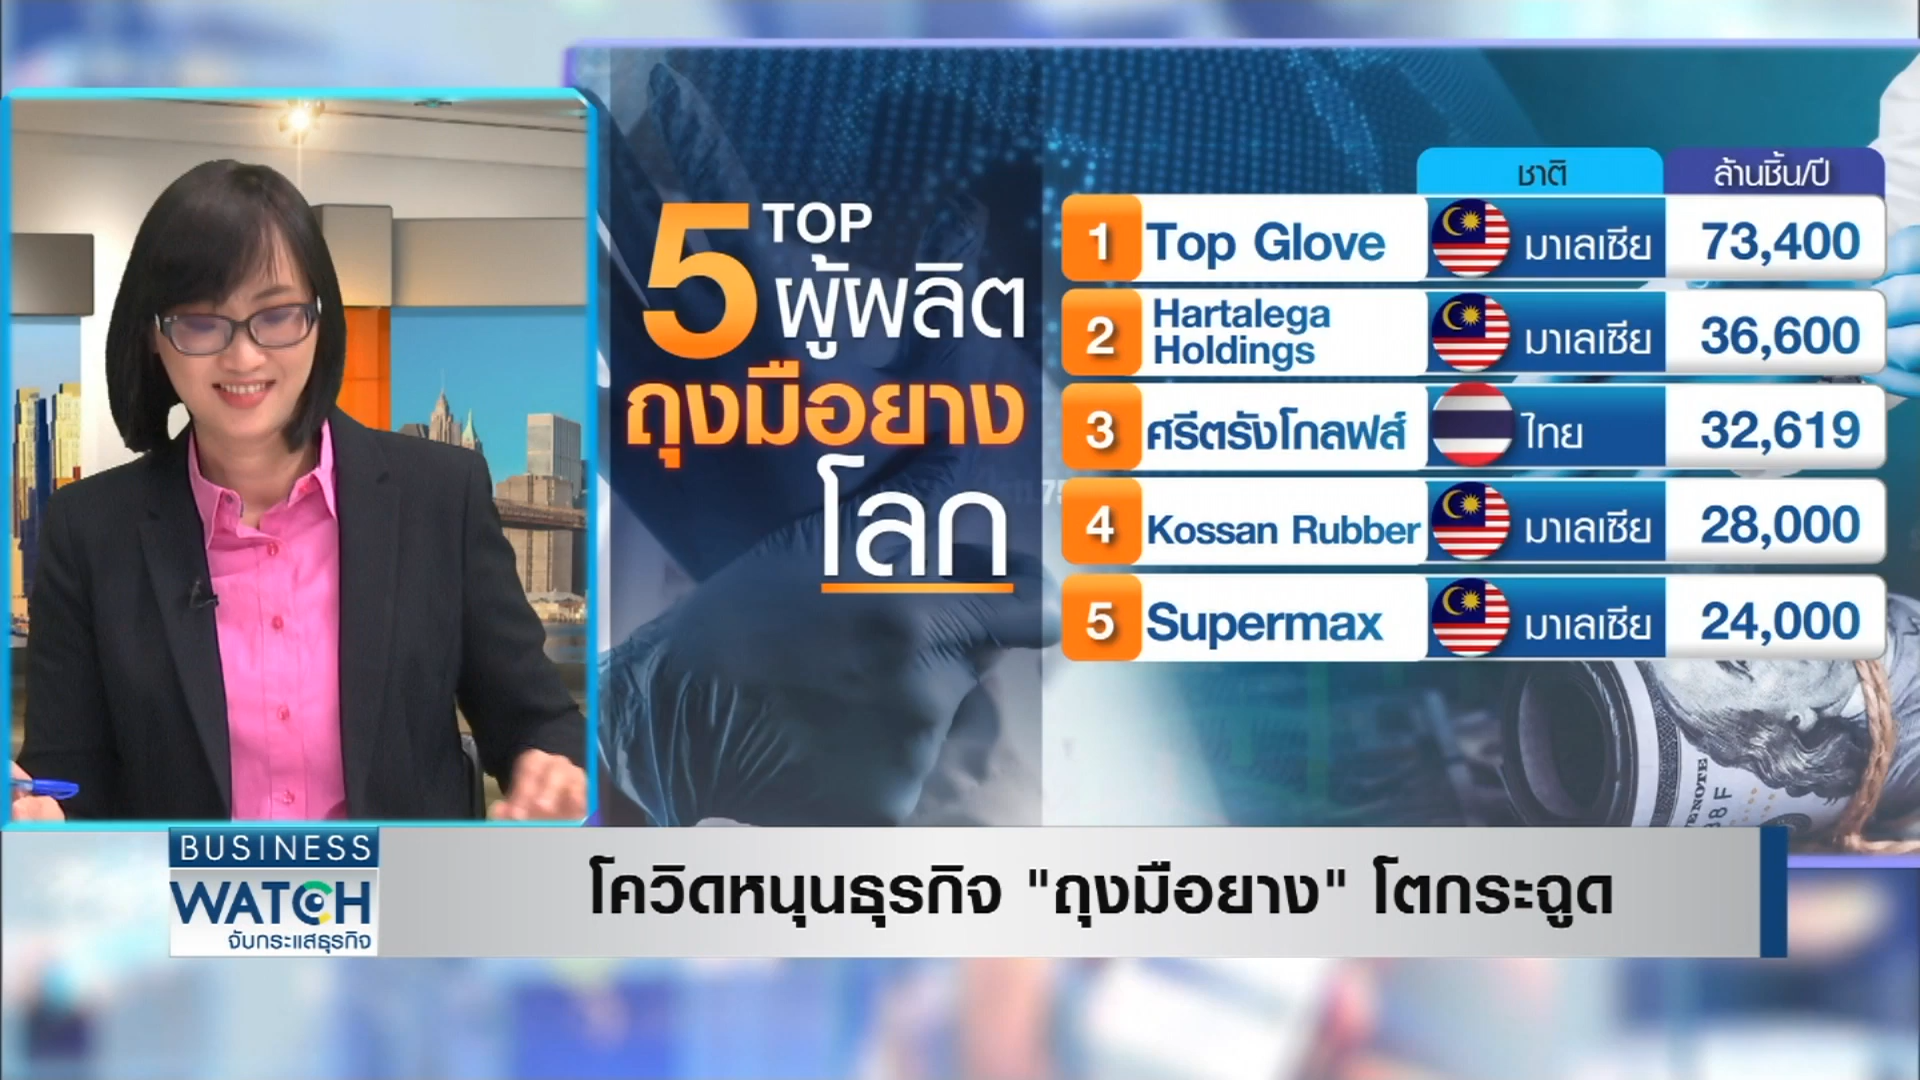 TOP
5 ผู้ผลิต
ถุงมือยาง
โลก
ชาติ ล้านชิ้น/ปี
1 Top Glove มาเลเซีย 73,400
2 Hartalega Holdings มาเลเซีย 36,600
3 ศรีตรังโกลฟส์ ไทย 32,619
4 Kossan Rubber มาเลเซีย 28,000
5 Supermax มาเลเซีย 24,000
BUSINESS
WATCH
จับกระแสธุรกิจ
โควิดหนุนธุรกิจ "ถุงมือยาง" โตกระฉูด